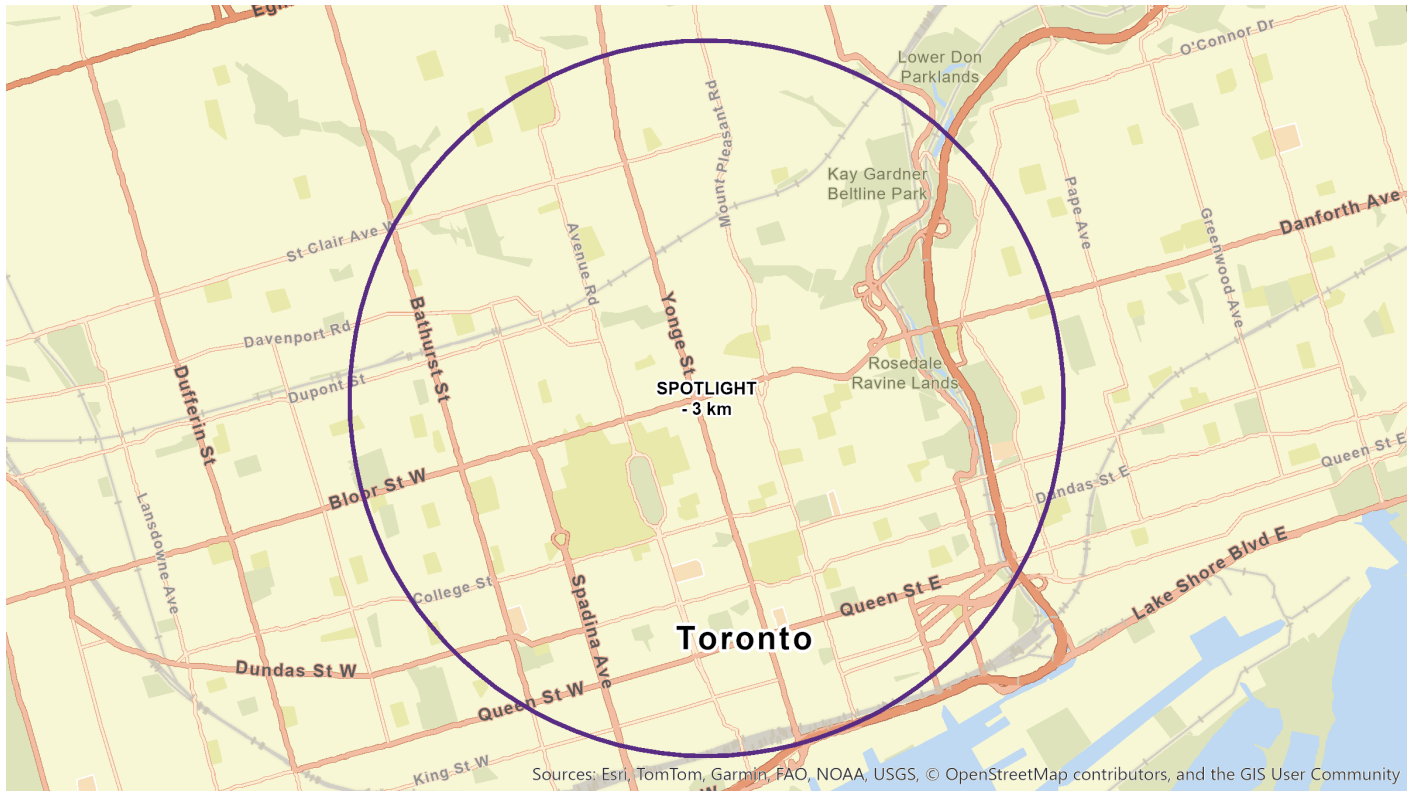 Egl
O'Connor Dr
Lower Don
Parklands
Mount Pleasant Rd
Kay Gardner
Beltline Park
Pape Ave
Greenwood Ave
Danforth Ave
St Clair Ave W
Avenue Rd
Davenport Rd
Bathurst St
Yonge St
Dufferin St
Dupont St
Rosedale
Ravine Lands
SPOTLIGHT
- 3 km
Bloor St W
Lansdowne Ave
Queen St E
Dundas St E
College St
Spadina Ave
Queen St E
Lake Shore Blvd E
Toronto
Dundas St W
Queen St W
King St W
W
Sources: Esri, TomTom, Garmin, FAO, NOAA, USGS, © OpenStreetMap contributors, and the GIS User Community